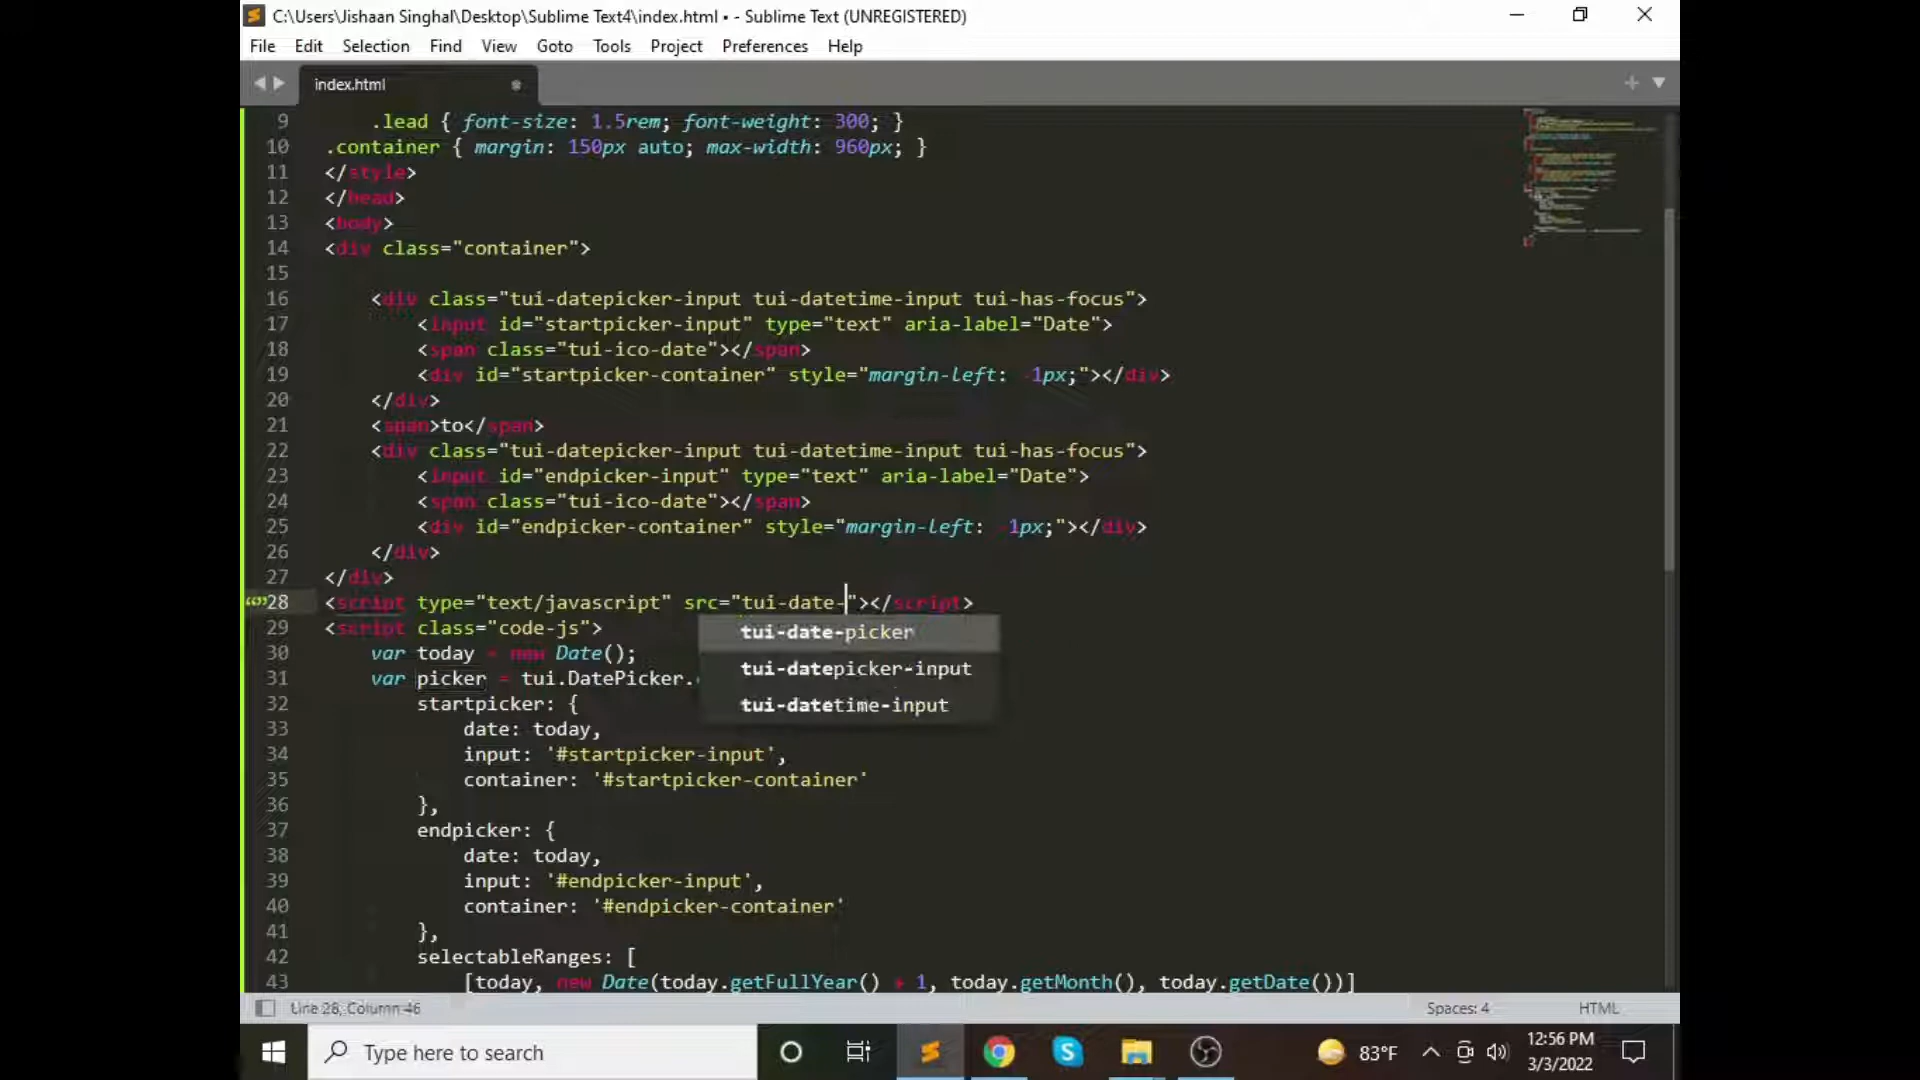 C:\Users\Jishaan Singhal\Desktop\Sublime Text4\index.html • - Sublime Text (UNREGISTERED)
File Edit Selection Find View Goto Tools Project Preferences Help
index.html
9 .lead { font-size: 1.5rem; font-weight: 300; }
10 .container { margin: 150px auto; max-width: 960px; }
11 </style>
12 </head>
13 <body>
14 <div class="container">
15
16 <div class="tui-datepicker-input tui-datetime-input tui-has-focus">
17 <input id="startpicker-input" type="text" aria-label="Date">
18 <span class="tui-ico-date"></span>
19 <div id="startpicker-container" style="margin-left: -1px;"></div>
20 </div>
21 <span>to</span>
22 <div class="tui-datepicker-input tui-datetime-input tui-has-focus">
23 <input id="endpicker-input" type="text" aria-label="Date">
24 <span class="tui-ico-date"></span>
25 <div id="endpicker-container" style="margin-left: -1px;"></div>
26 </div>
27 </div>
28 <script type="text/javascript" src="tui-date-"></script>
29 <script class="code-js">
tui-date-picker
30 var today = new Date();
31 var picker = tui.DatePicker.
tui-datepicker-input
32 startpicker: {
tui-datetime-input
33 date: today,
34 input: '#startpicker-input',
35 container: '#startpicker-container'
36 },
37 endpicker: {
38 date: today,
39 input: '#endpicker-input',
40 container: '#endpicker-container'
41 },
42 selectableRanges: [
43 [today, new Date(today.getFullYear() + 1, today.getMonth(), today.getDate())]
Line 28, Column 46 Spaces: 4 HTML
Type here to search 83°F 12:56 PM
3/3/2022